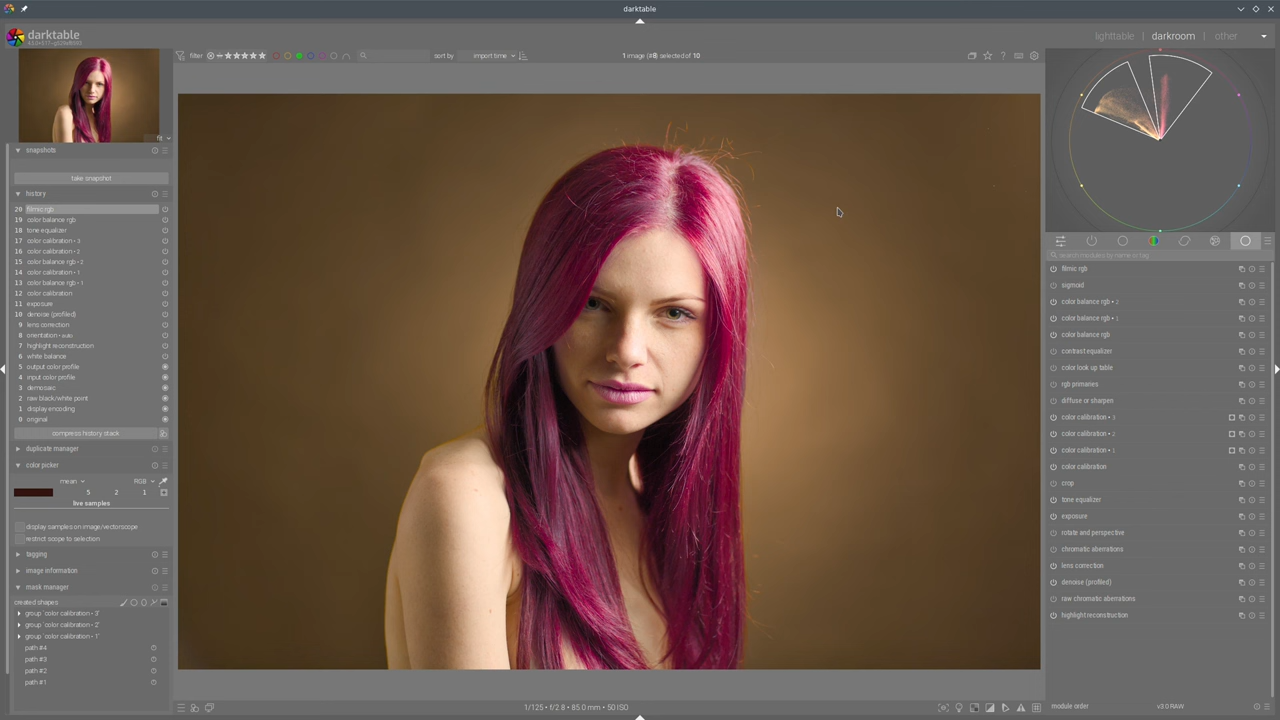 darktable
darktable
lighttable | darkroom | other
filter
sort by import time
1 image (#8) selected of 10
fit
snapshots
take snapshot
history
20 filmic rgb
19 color balance rgb
18 tone equalizer
17 color calibration • 3
16 color calibration • 2
15 color balance rgb • 2
14 color calibration • 1
13 color balance rgb • 1
12 color calibration
11 exposure
10 denoise (profiled)
9 lens correction
8 orientation • auto
7 highlight reconstruction
6 white balance
5 output color profile
4 input color profile
3 demosaic
2 raw black/white point
1 display encoding
0 original
compress history stack
duplicate manager
color picker
mean RGB
5 2 1
live samples
display samples on image/vectorscope
restrict scope to selection
tagging
image information
mask manager
created shapes
group `color calibration • 3'
group `color calibration • 2'
group `color calibration • 1'
path #4
path #3
path #2
path #1
1/125 • f/2.8 • 85.0 mm • 50 ISO
search modules by name or tag
filmic rgb
sigmoid
color balance rgb • 2
color balance rgb •
color balance rgb
contrast equalizer
color look up table
rgb primaries
diffuse or sharpen
color calibration • 3
color calibration • 2
color calibration • 1
color calibration
crop
tone equalizer
exposure
rotate and perspective
chromatic aberrations
lens correction
denoise (profiled)
raw chromatic aberrations
highlight reconstruction
module order v3.0 RAW